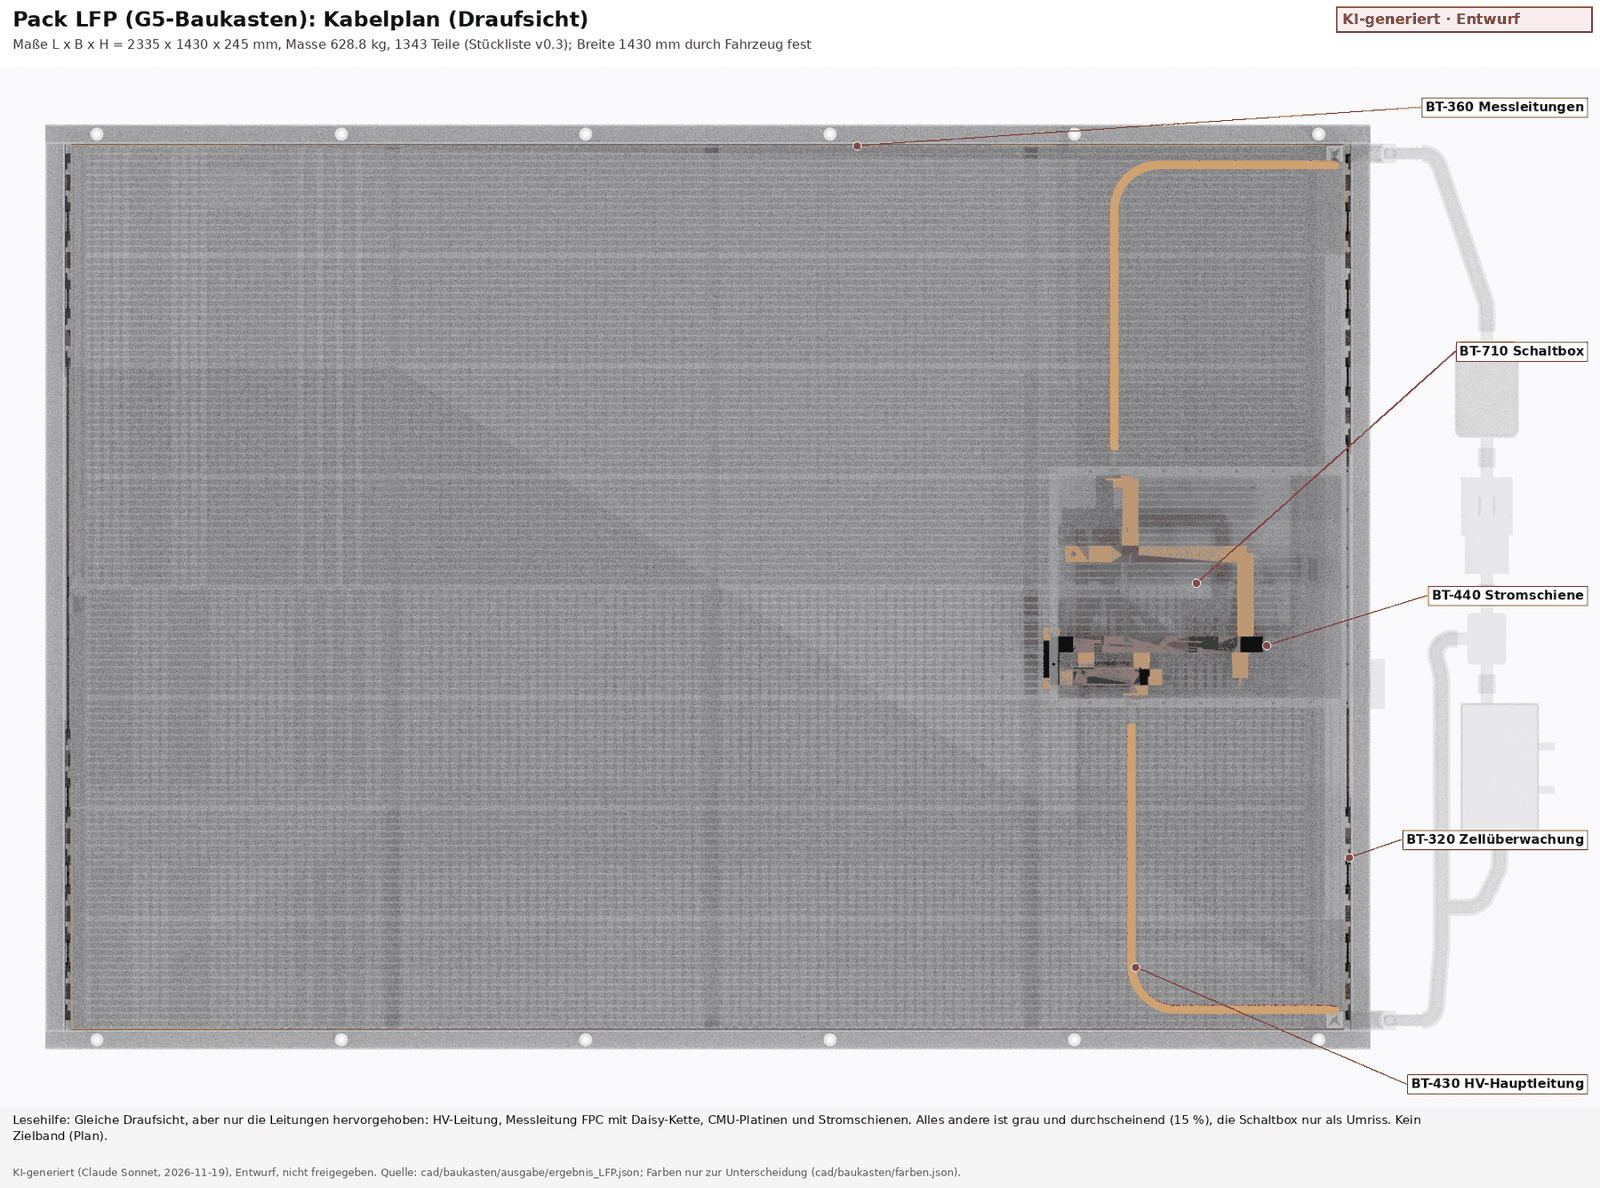 Pack LFP (G5-Baukasten): Kabelplan (Draufsicht)
KI-generiert · Entwurf
Maße L x B x H = 2335 x 1430 x 245 mm, Masse 628.8 kg, 1343 Teile (Stückliste v0.3); Breite 1430 mm durch Fahrzeug fest
BT-360 Messleitungen
BT-710 Schaltbox
BT-440 Stromschiene
BT-320 Zellüberwachung
BT-430 HV-Hauptleitung
Lesehilfe: Gleiche Draufsicht, aber nur die Leitungen hervorgehoben: HV-Leitung, Messleitung FPC mit Daisy-Kette, CMU-Platinen und Stromschienen. Alles andere ist grau und durchscheinend (15 %), die Schaltbox nur als Umriss. Kein
Zielband (Plan).
KI-generiert (Claude Sonnet, 2026-11-19), Entwurf, nicht freigegeben. Quelle: cad/baukasten/ausgabe/ergebnis_LFP.json; Farben nur zur Unterscheidung (cad/baukasten/farben.json).